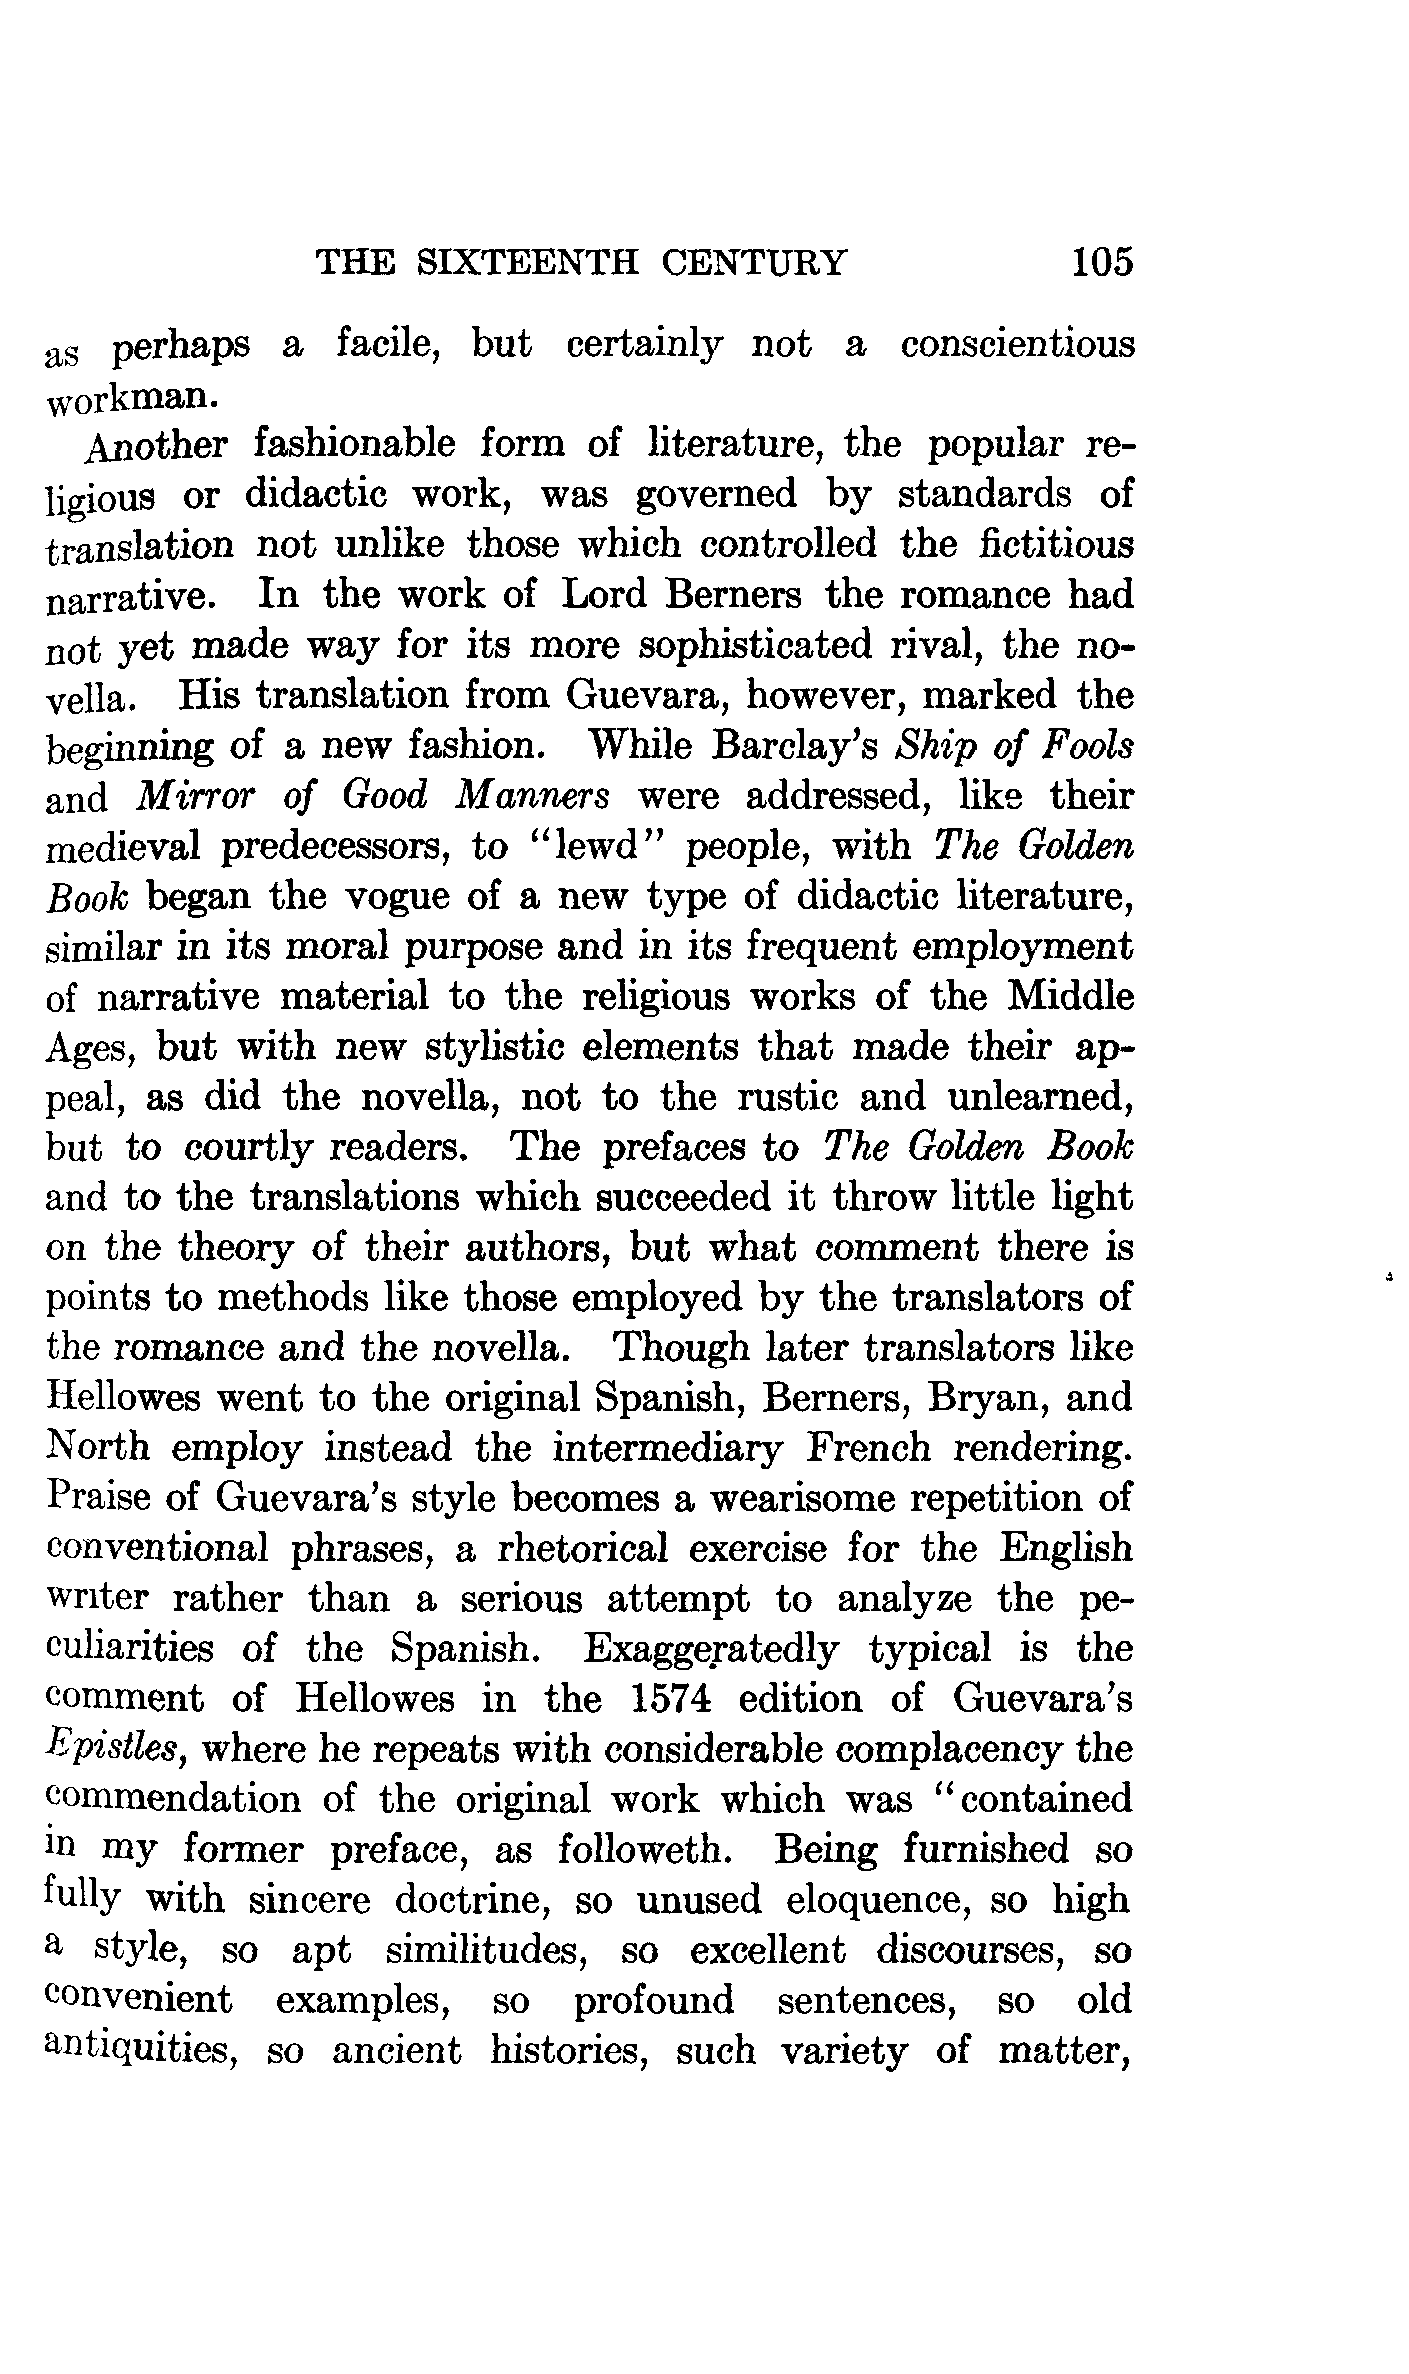 THE SIXTEENTH CENTURY 105
as perhaps a facile, but certainly not a conscientious
workman.
Another fashionable form of literature, the popular re-
ligious or didactic work, was governed by standards of
translation not unlike those which controlled the fictitious
narrative. In the work of Lord Berners the romance had
not yet made way for its more sophisticated rival, the no-
vella. His translation from Guevara, however, marked the
beginning of a new fashion. While Barclay's Ship of Fools
and Mirror of Good Manners were addressed, like their
medieval predecessors, to "lewd" people, with The Golden
Book began the vogue of a new type of didactic literature,
similar in its moral purpose and in its frequent employment
of narrative material to the religious works of the Middle
Ages, but with new stylistic elements that made their ap-
peal, as did the novella, not to the rustic and unlearned,
but to courtly readers. The prefaces to The Golden Book
and to the translations which succeeded it throw little light
on the theory of their authors, but what comment there is
points to methods like those employed by the translators of
the romance and the novella. Though later translators like
Hellowes went to the original Spanish, Berners, Bryan, and
North employ instead the intermediary French rendering.
Praise of Guevara's style becomes a wearisome repetition of
conventional phrases, a rhetorical exercise for the English
writer rather than a serious attempt to analyze the pe-
culiarities of the Spanish. Exaggeratedly typical is the
comment of Hellowes in the 1574 edition of Guevara's
Epistles, where he repeats with considerable complacency the
commendation of the original work which was "contained
in my former preface, as followeth. Being furnished so
fully with sincere doctrine, so unused eloquence, so high
a style, so apt similitudes, so excellent discourses, so
convenient examples, so profound sentences, so old
antiquities, so ancient histories, such variety of matter,